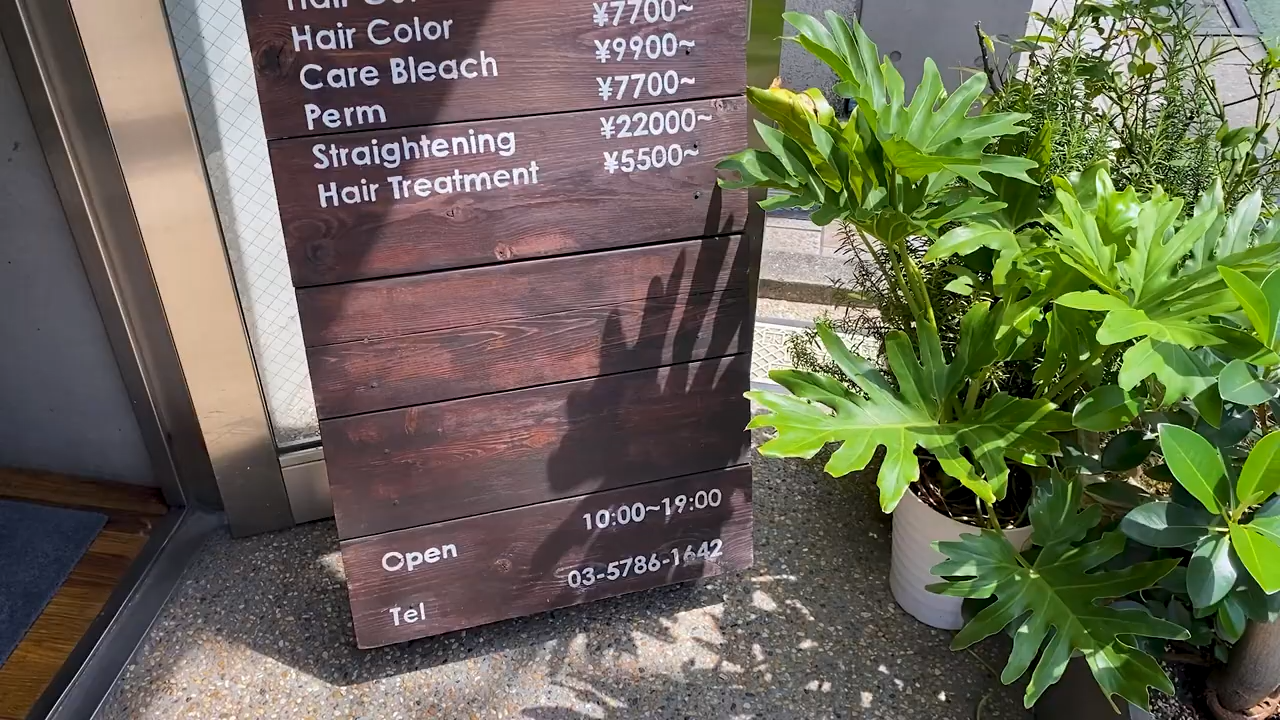 Hair
Hair Color ¥7700~
Care Bleach ¥9900~
Perm ¥7700~
Straightening ¥22000~
Hair Treatment ¥5500~
Open 10:00~19:00
Tel 03-5786-1642